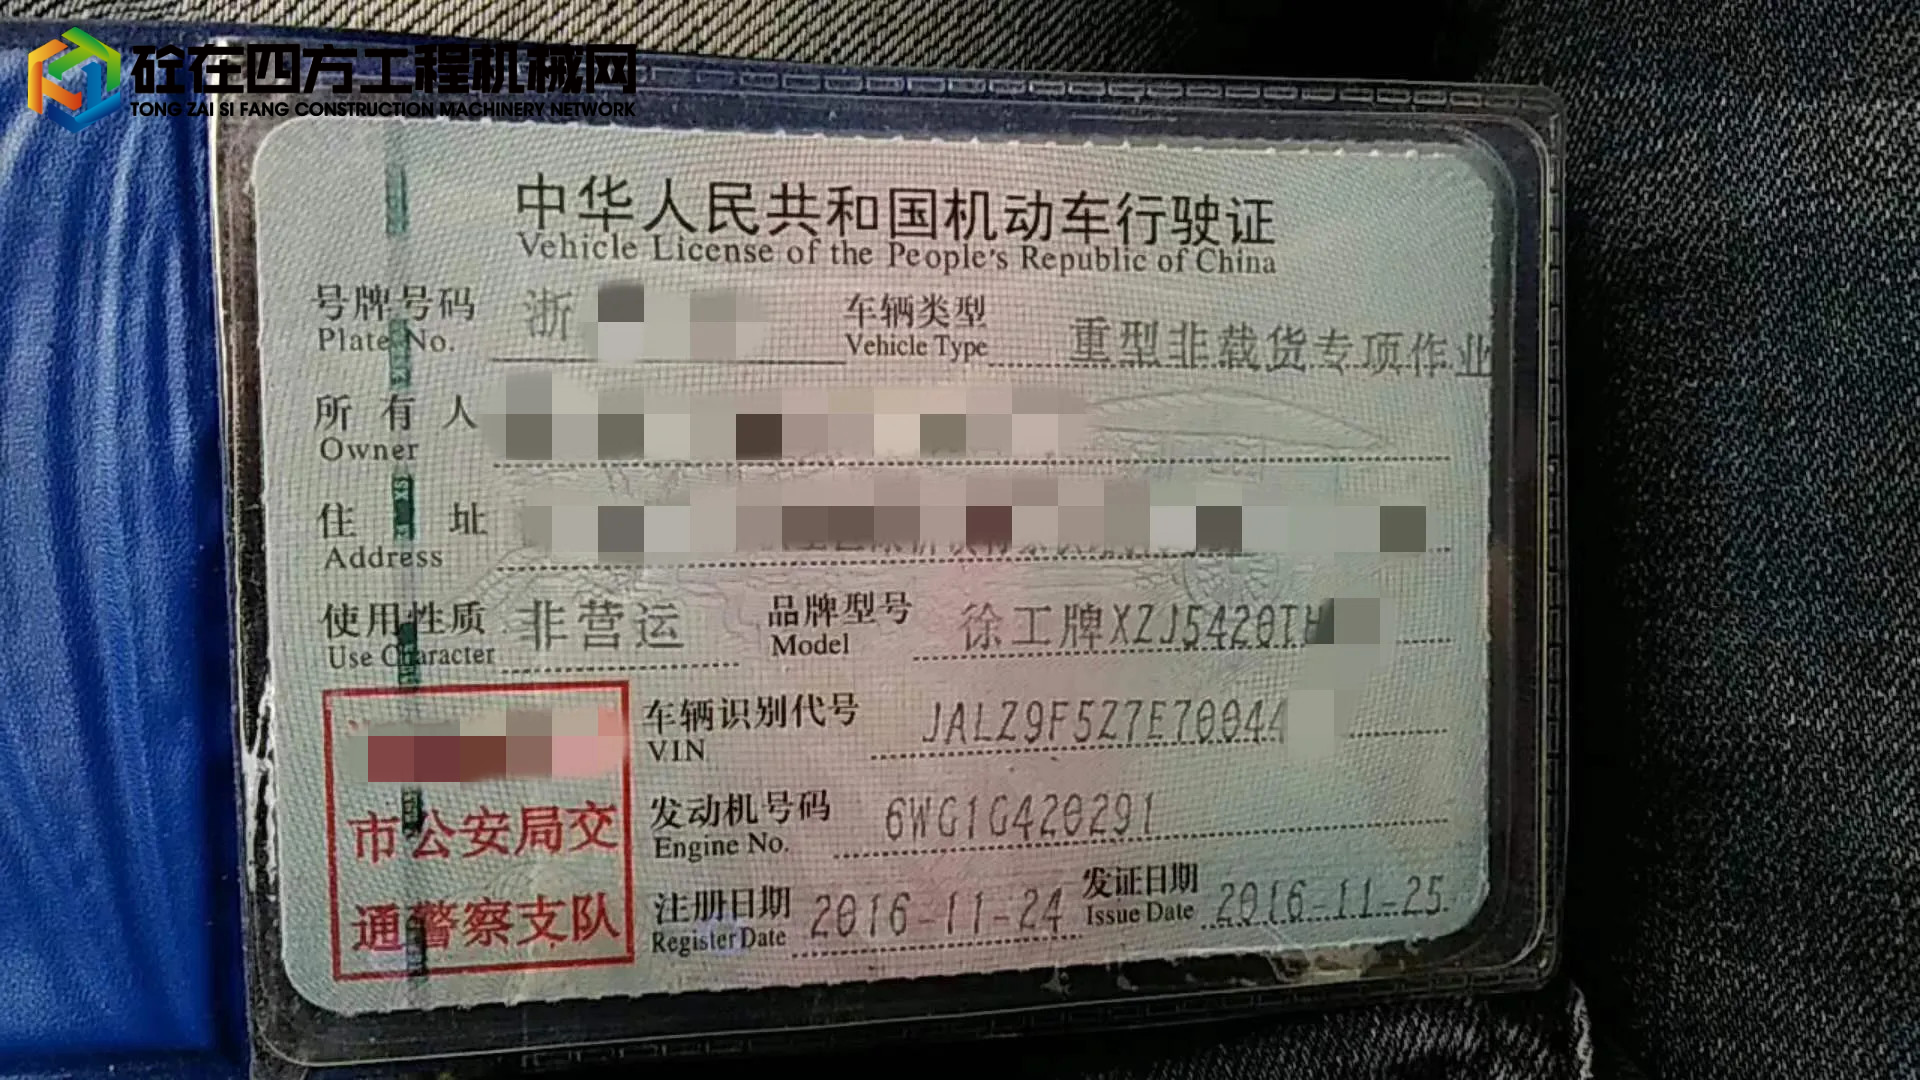 砼在四方工程机械网
TONG ZAI SI FANG CONSTRUCTION MACHINERY NETWORK
中华人民共和国机动车行驶证
Vehicle License of the People's Republic of China
号牌号码 浙 车辆类型 重型非载货专项作业
Plate No. Vehicle Type
所有人
Owner
住址
Address
使用性质 非营运 品牌型号 徐工牌XZJ5420TH
Use Character Model
车辆识别代号 JALZ9F5Z7E70044
VIN
市公安局交
发动机号码 6WG1G420291
Engine No.
通警察支队
注册日期 2016-11-24 发证日期 2016-11-25
Register Date Issue Date